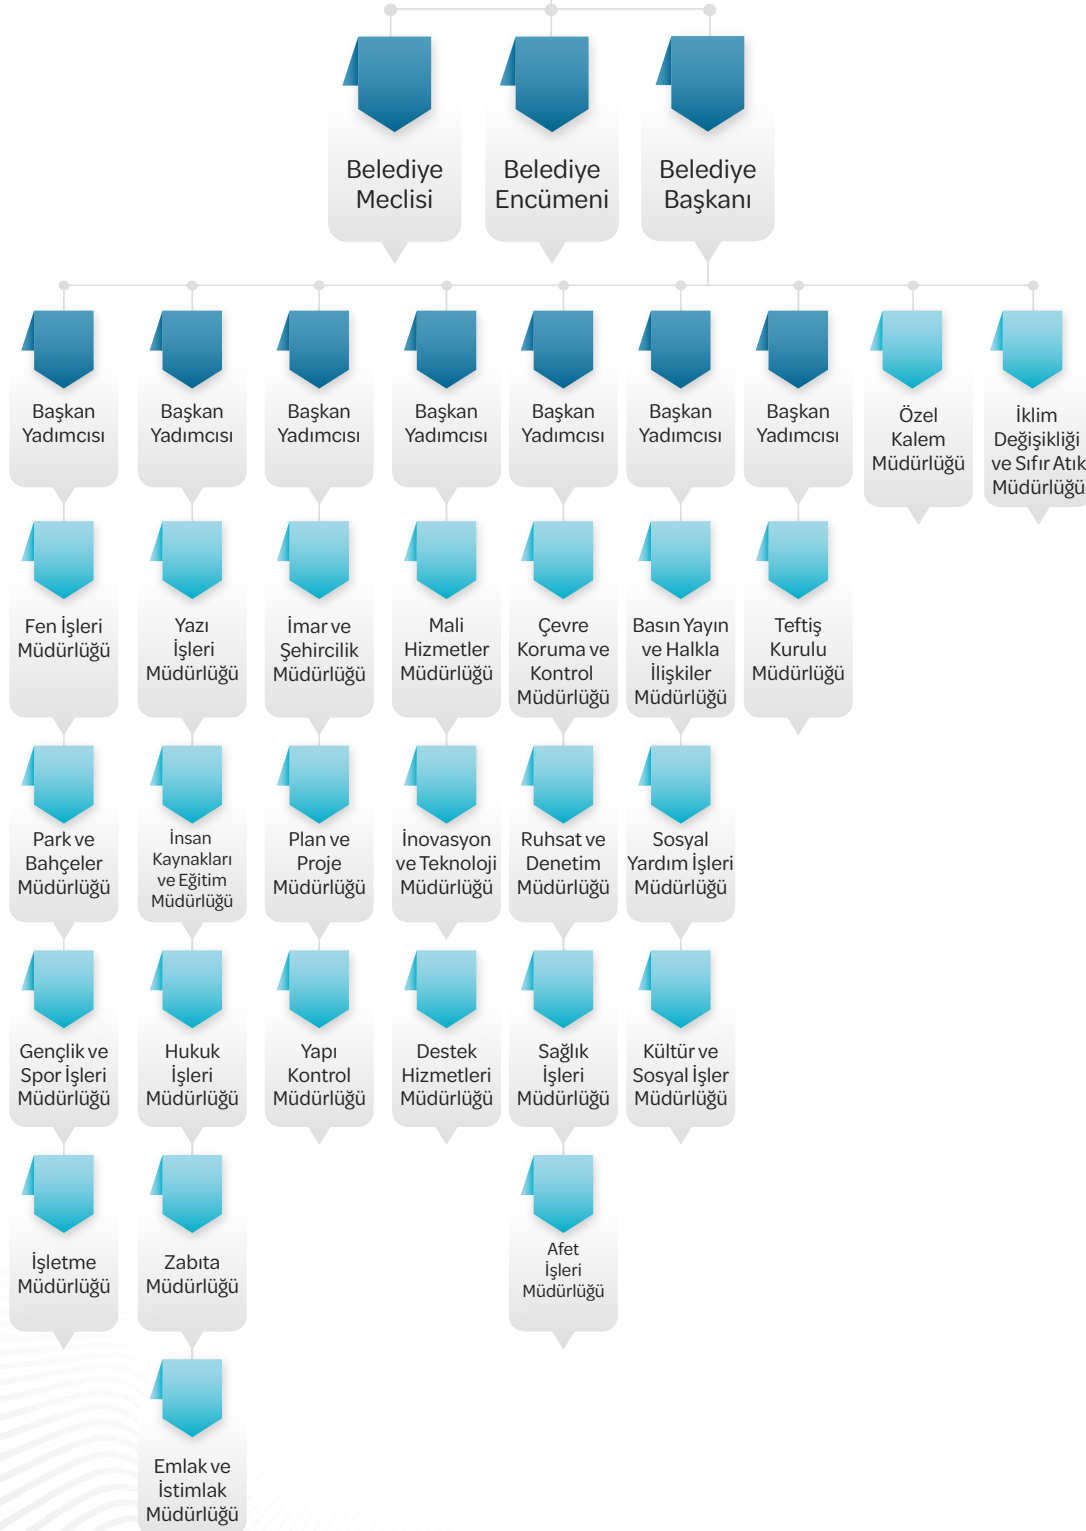 Belediye
Meclisi
Belediye
Encümeni
Belediye
Başkanı
Başkan
Yadımcısı
Başkan
Yadımcısı
Başkan
Yadımcısı
Başkan
Yadımcısı
Başkan
Yadımcısı
Başkan
Yadımcısı
Başkan
Yadımcısı
Özel
Kalem
Müdürlüğü
İklim
Değişikliği
ve Sıfır Atık
Müdürlüğü
Fen İşleri
Müdürlüğü
Yazı
İşleri
Müdürlüğü
İmar ve
Şehircilik
Müdürlüğü
Mali
Hizmetler
Müdürlüğü
Çevre
Koruma ve
Kontrol
Müdürlüğü
Basın Yayın
ve Halkla
İlişkiler
Müdürlüğü
Teftiş
Kurulu
Müdürlüğü
Park ve
Bahçeler
Müdürlüğü
İnsan
Kaynakları
ve Eğitim
Müdürlüğü
Plan ve
Proje
Müdürlüğü
İnovasyon
ve Teknoloji
Müdürlüğü
Ruhsat ve
Denetim
Müdürlüğü
Sosyal
Yardım İşleri
Müdürlüğü
Gençlik ve
Spor İşleri
Müdürlüğü
Hukuk
İşleri
Müdürlüğü
Yapı
Kontrol
Müdürlüğü
Destek
Hizmetleri
Müdürlüğü
Sağlık
İşleri
Müdürlüğü
Kültür ve
Sosyal İşler
Müdürlüğü
İşletme
Müdürlüğü
Zabıta
Müdürlüğü
Afet
İşleri
Müdürlüğü
Emlak ve
İstimlak
Müdürlüğü